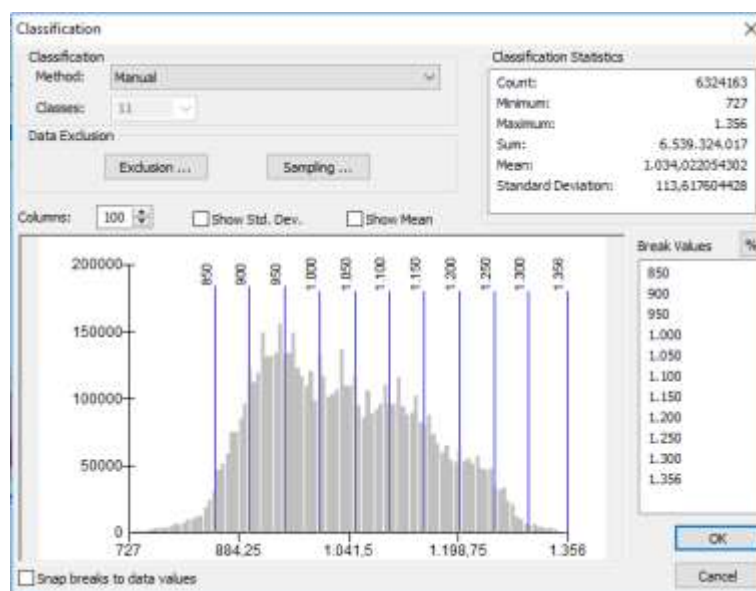 Classification
Classification
Method: Manual
Classes: 11
Data Exclusion
Exclusion ... Sampling ...
Classification Statistics
Count: 6324163
Minimum: 727
Maximum: 1.356
Sum: 6.539.324.017
Mean: 1.034,022054302
Standard Deviation: 113,617604428
Columns: 100 Show Std. Dev. Show Mean
Break Values %
850
900
950
1.000
1.050
1.100
1.150
1.200
1.250
1.300
1.356
200000
150000
100000
50000
0
850
900
950
1.000
1.050
1.100
1.150
1.200
1.250
1.300
1.356
727 884,25 1.041,5 1.198,75 1.356
Snap breaks to data values
OK
Cancel